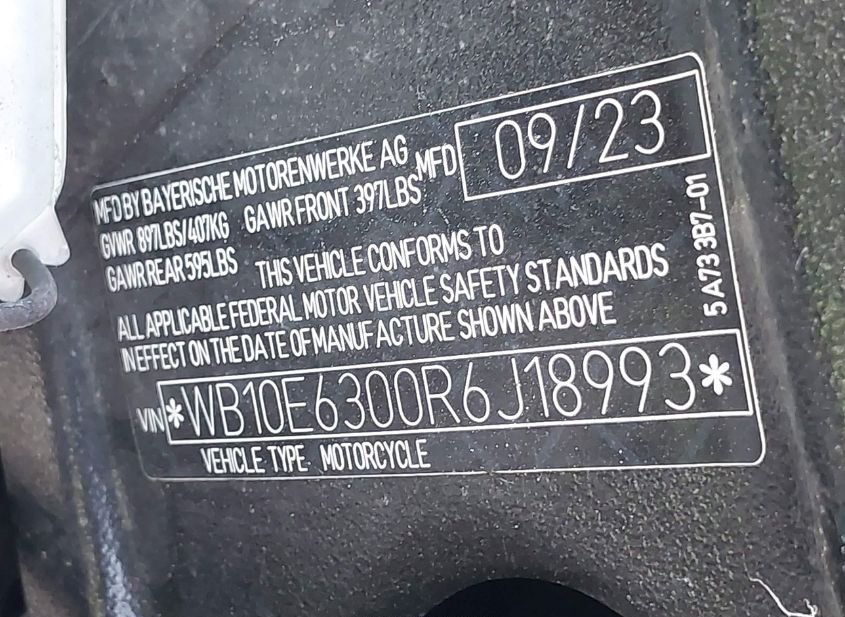 MFD BY BAYERISCHE MOTORENWERKE AG MFD 09/23
GVWR 897LBS/407KG GAWR FRONT 397LBS
GAWR REAR 595LBS THIS VEHICLE CONFORMS TO
ALL APPLICABLE FEDERAL MOTOR VEHICLE SAFETY STANDARDS
IN EFFECT ON THE DATE OF MANUFACTURE SHOWN ABOVE
VIN *WB10E6300R6J18993*
VEHICLE TYPE MOTORCYCLE
5 A73 3B7-01